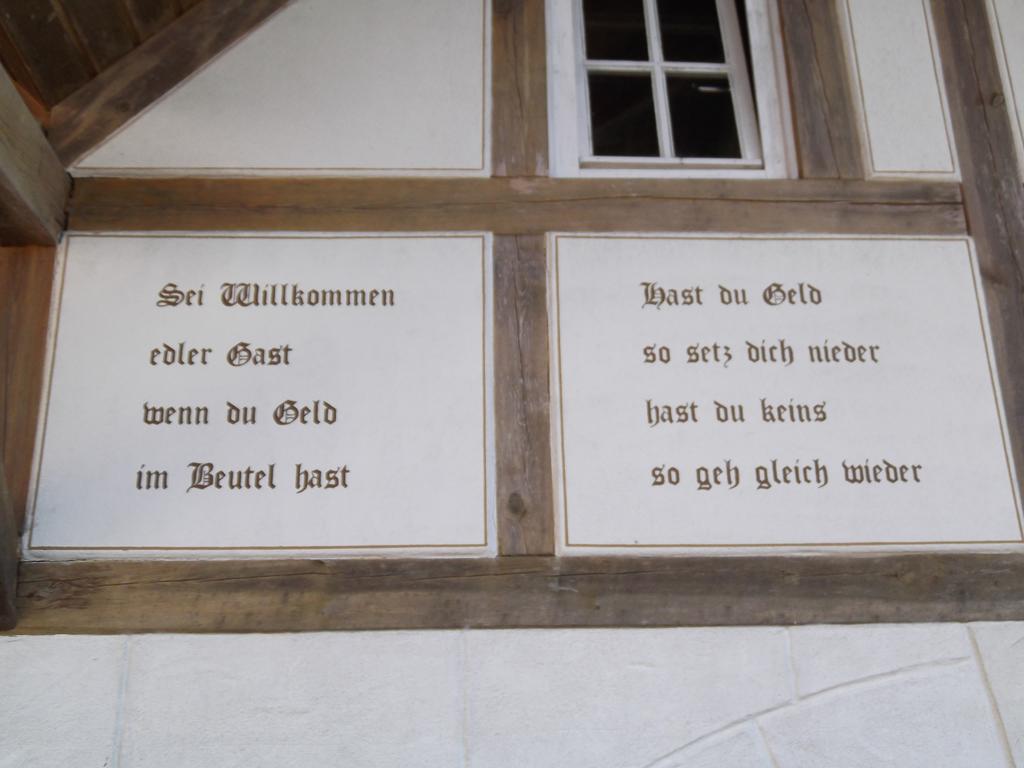 Sei Willkommen
edler Gast
wenn du Geld
im Beutel hast
Hast du Geld
so setz dich nieder
hast du keins
so geh gleich wieder